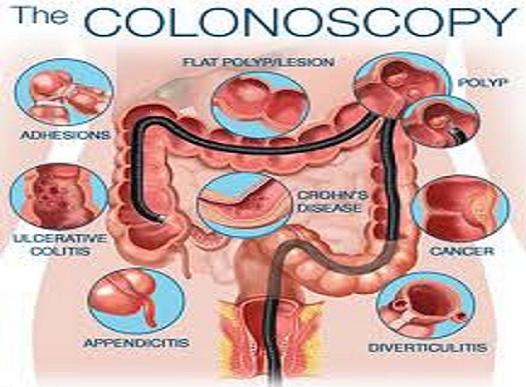 The COLONOSCOPY
FLAT POLYP/LESION
POLYP
ADHESIONS
CROHN'S
DISEASE
ULCERATIVE
COLITIS
CANCER
APPENDICITIS
DIVERTICULITIS